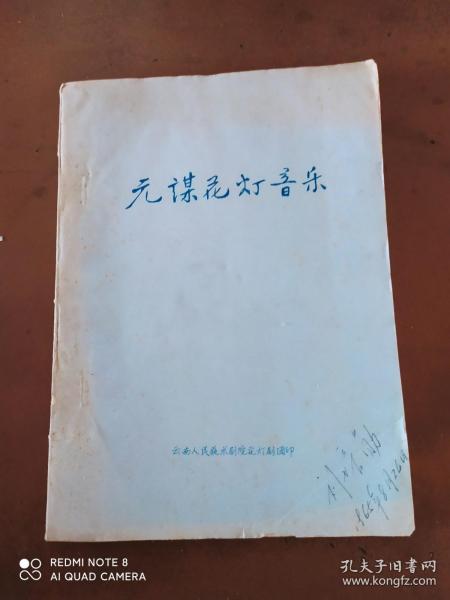 元谋花灯音乐
云南人民艺术剧院花灯剧团印
REDMI NOTE 8
AI QUAD CAMERA
孔夫子旧书网
www.kongfz.com